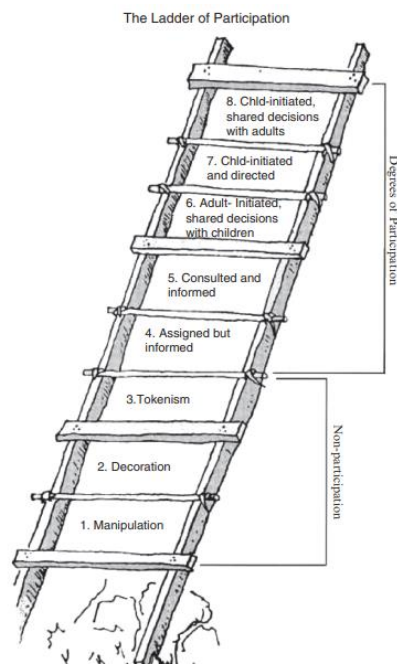 The Ladder of Participation
8. Chld-initiated,
shared decisions
with adults
7. Chld-initiated
and directed
6. Adult- Initiated,
shared decisions
with children
5. Consulted and
informed
4. Assigned but
informed
3.Tokenism
2. Decoration
1. Manipulation
Degrees of Participation
Non-participation